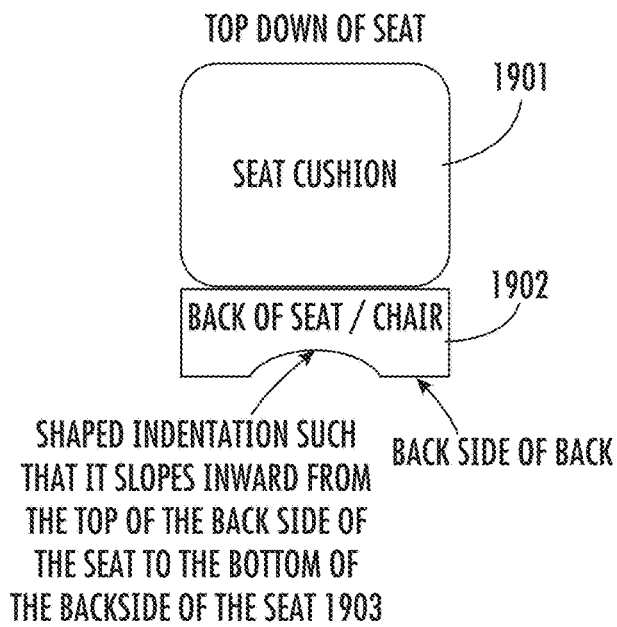 TOP DOWN OF SEAT
1901
SEAT CUSHION
1902
BACK OF SEAT / CHAIR
SHAPED INDENTATION SUCH
THAT IT SLOPES INWARD FROM
THE TOP OF THE BACK SIDE OF
THE SEAT TO THE BOTTOM OF
THE BACKSIDE OF THE SEAT 1903
BACK SIDE OF BACK